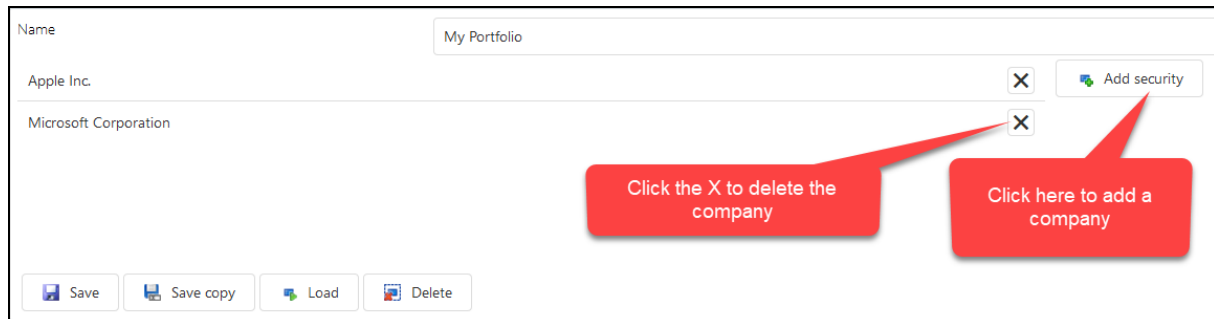 Name
My Portfolio
Apple Inc.
Add security
Microsoft Corporation
Click the X to delete the
company
Click here to add a
company
Save
Save copy
Load
Delete